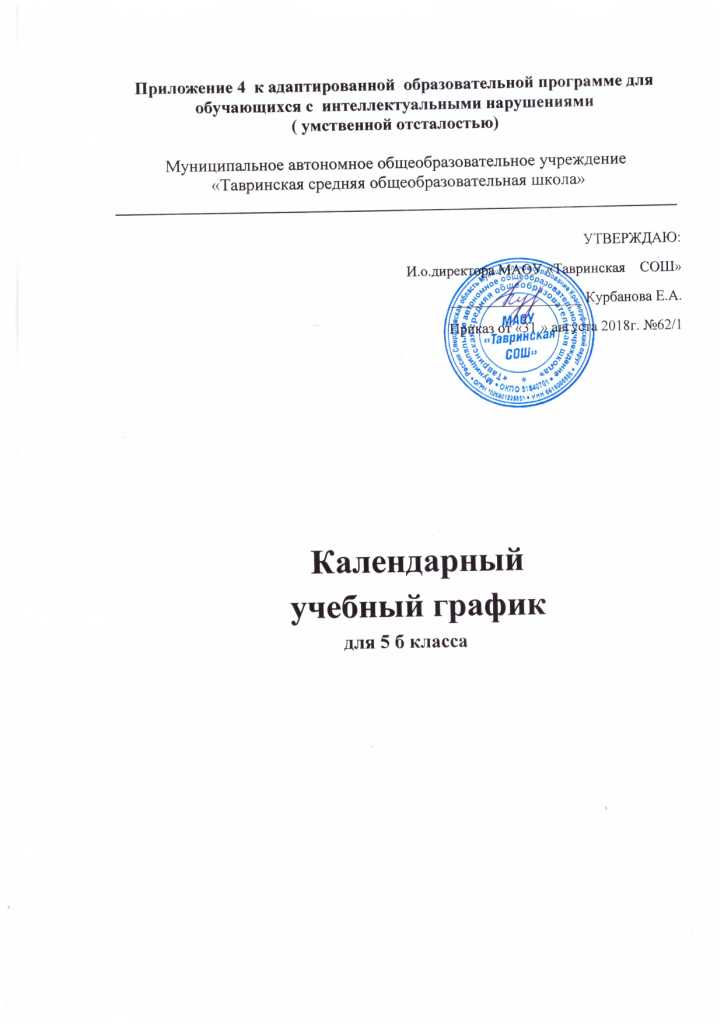 Приложение 4 к адаптированной образовательной программе для
обучающихся с интеллектуальными нарушениями
( умственной отсталостью)
Муниципальное автономное общеобразовательное учреждение
«Тавринская средняя общеобразовательная школа»
УТВЕРЖДАЮ:
И.о.директора МАОУ «Тавринская СОШ»
Курбанова Е.А.
Приказ от «31 » августа 2018г. №62/1
МАОУ
«Тавринская
СОШ»
Календарный
учебный график
для 5 б класса